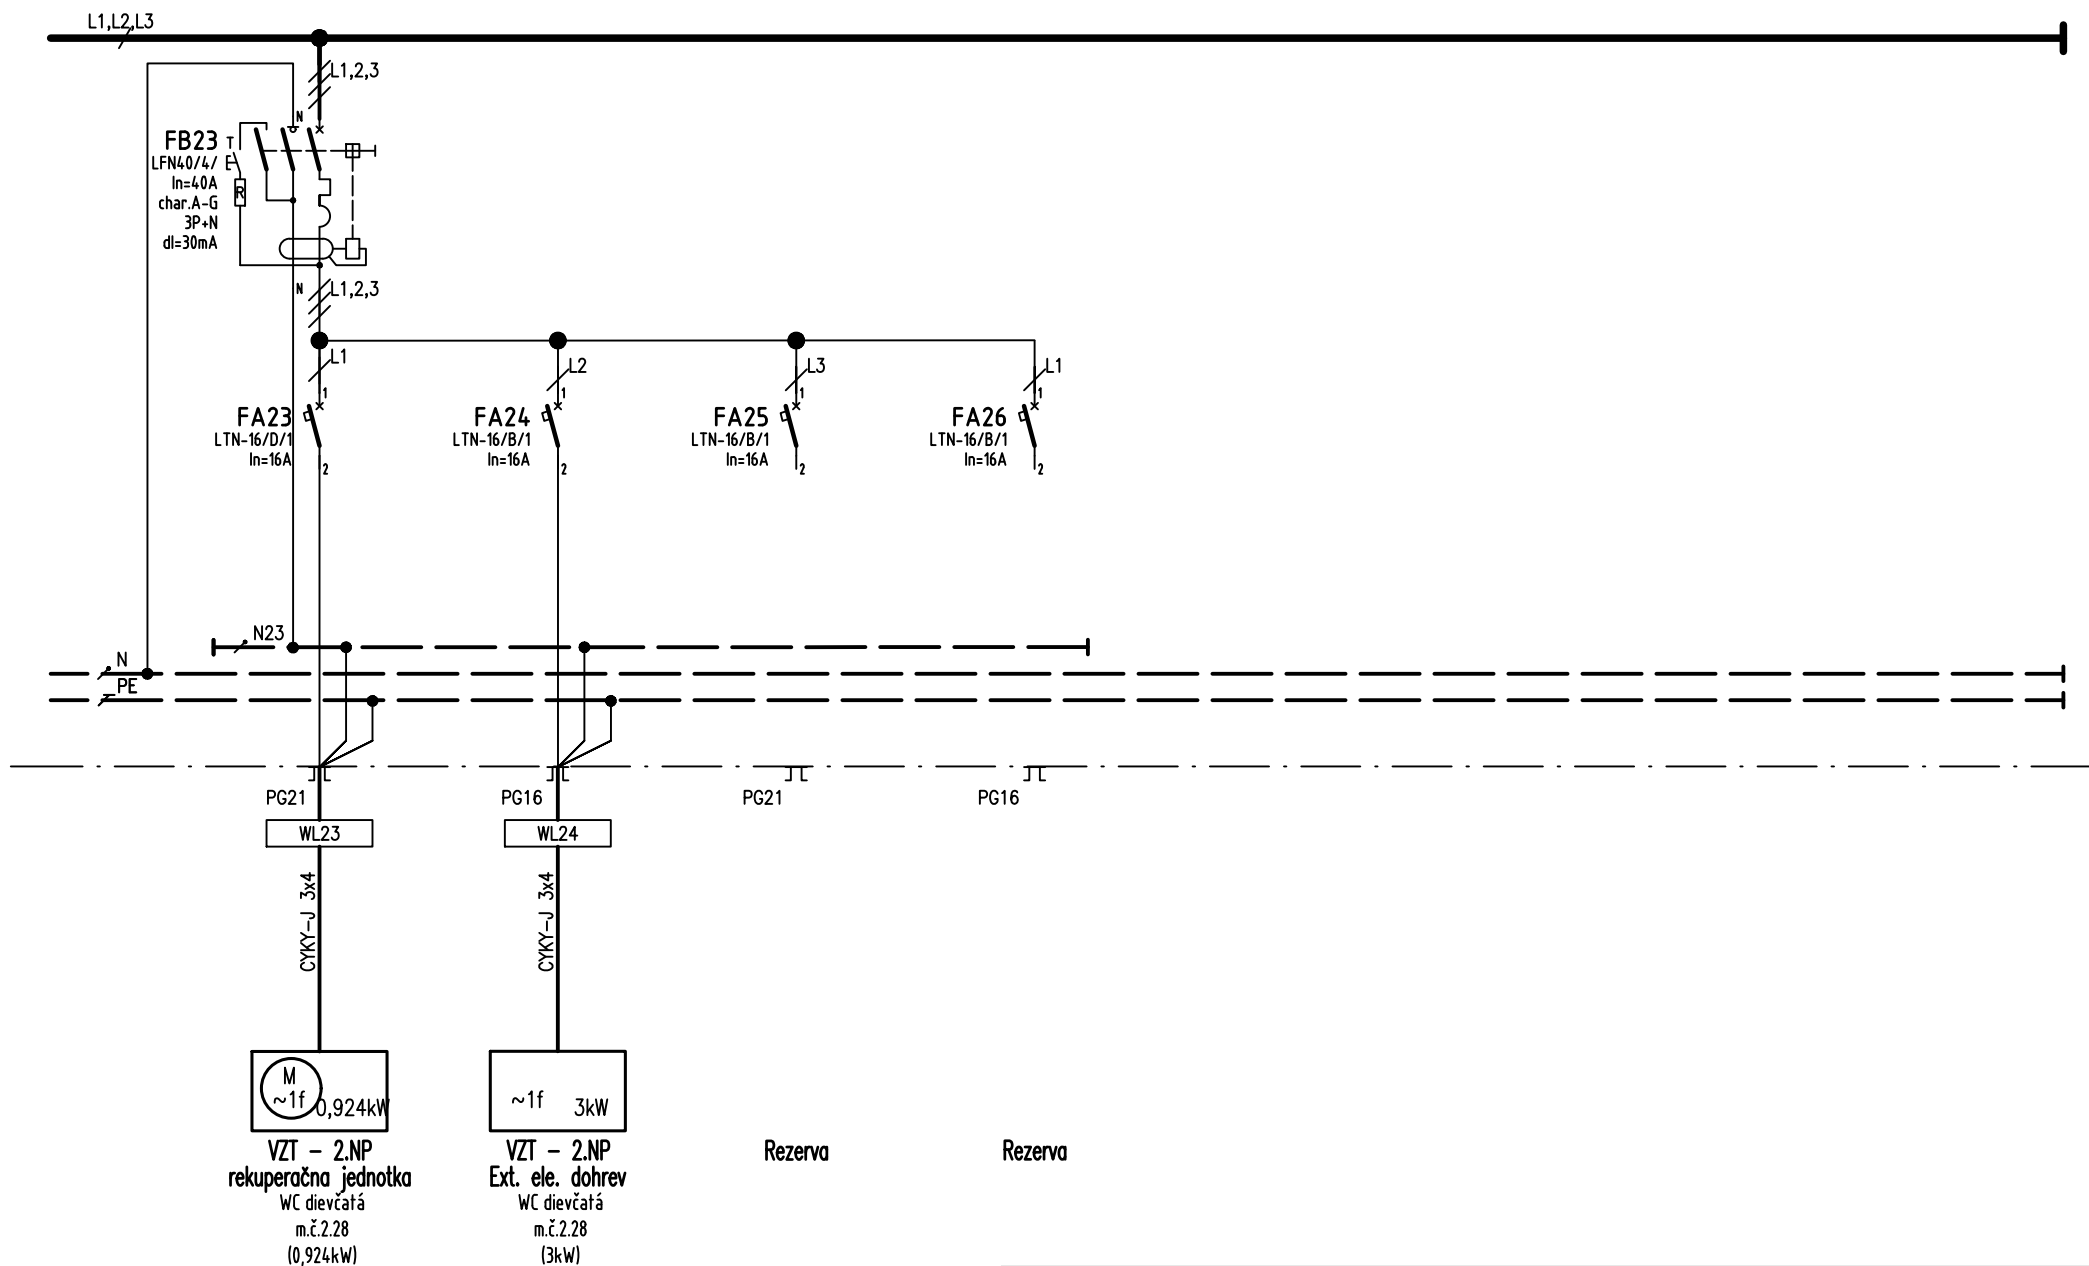 L1,L2,L3
L1,2,3
N
FB23
LFN40/4/
In=40A
char.A-G
3P+N
dI=30mA
T
E
R
N
L1,2,3
L1
1
FA23
LTN-16/D/1
In=16A
2
L2
1
FA24
LTN-16/B/1
In=16A
2
L3
1
FA25
LTN-16/B/1
In=16A
2
L1
1
FA26
LTN-16/B/1
In=16A
2
N23
N
PE
PG21
PG16
PG21
PG16
WL23
WL24
CYKY-J 3x4
CYKY-J 3x4
M
~1f
0,924kW
~1f
3kW
VZT - 2.NP
rekuperačna jednotka
WC dievčatá
m.č.2.28
(0,924kW)
VZT - 2.NP
Ext. ele. dohrev
WC dievčatá
m.č.2.28
(3kW)
Rezerva
Rezerva